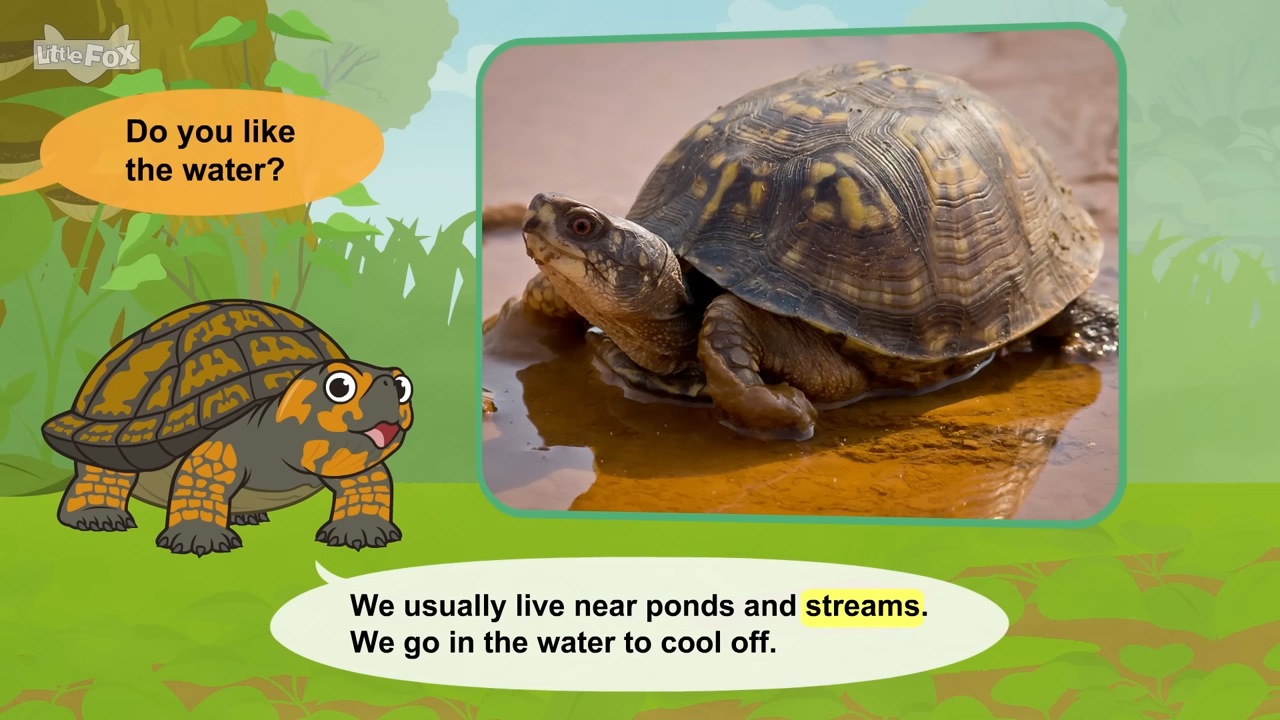 Little Fox
Do you like
the water?
We usually live near ponds and streams.
We go in the water to cool off.